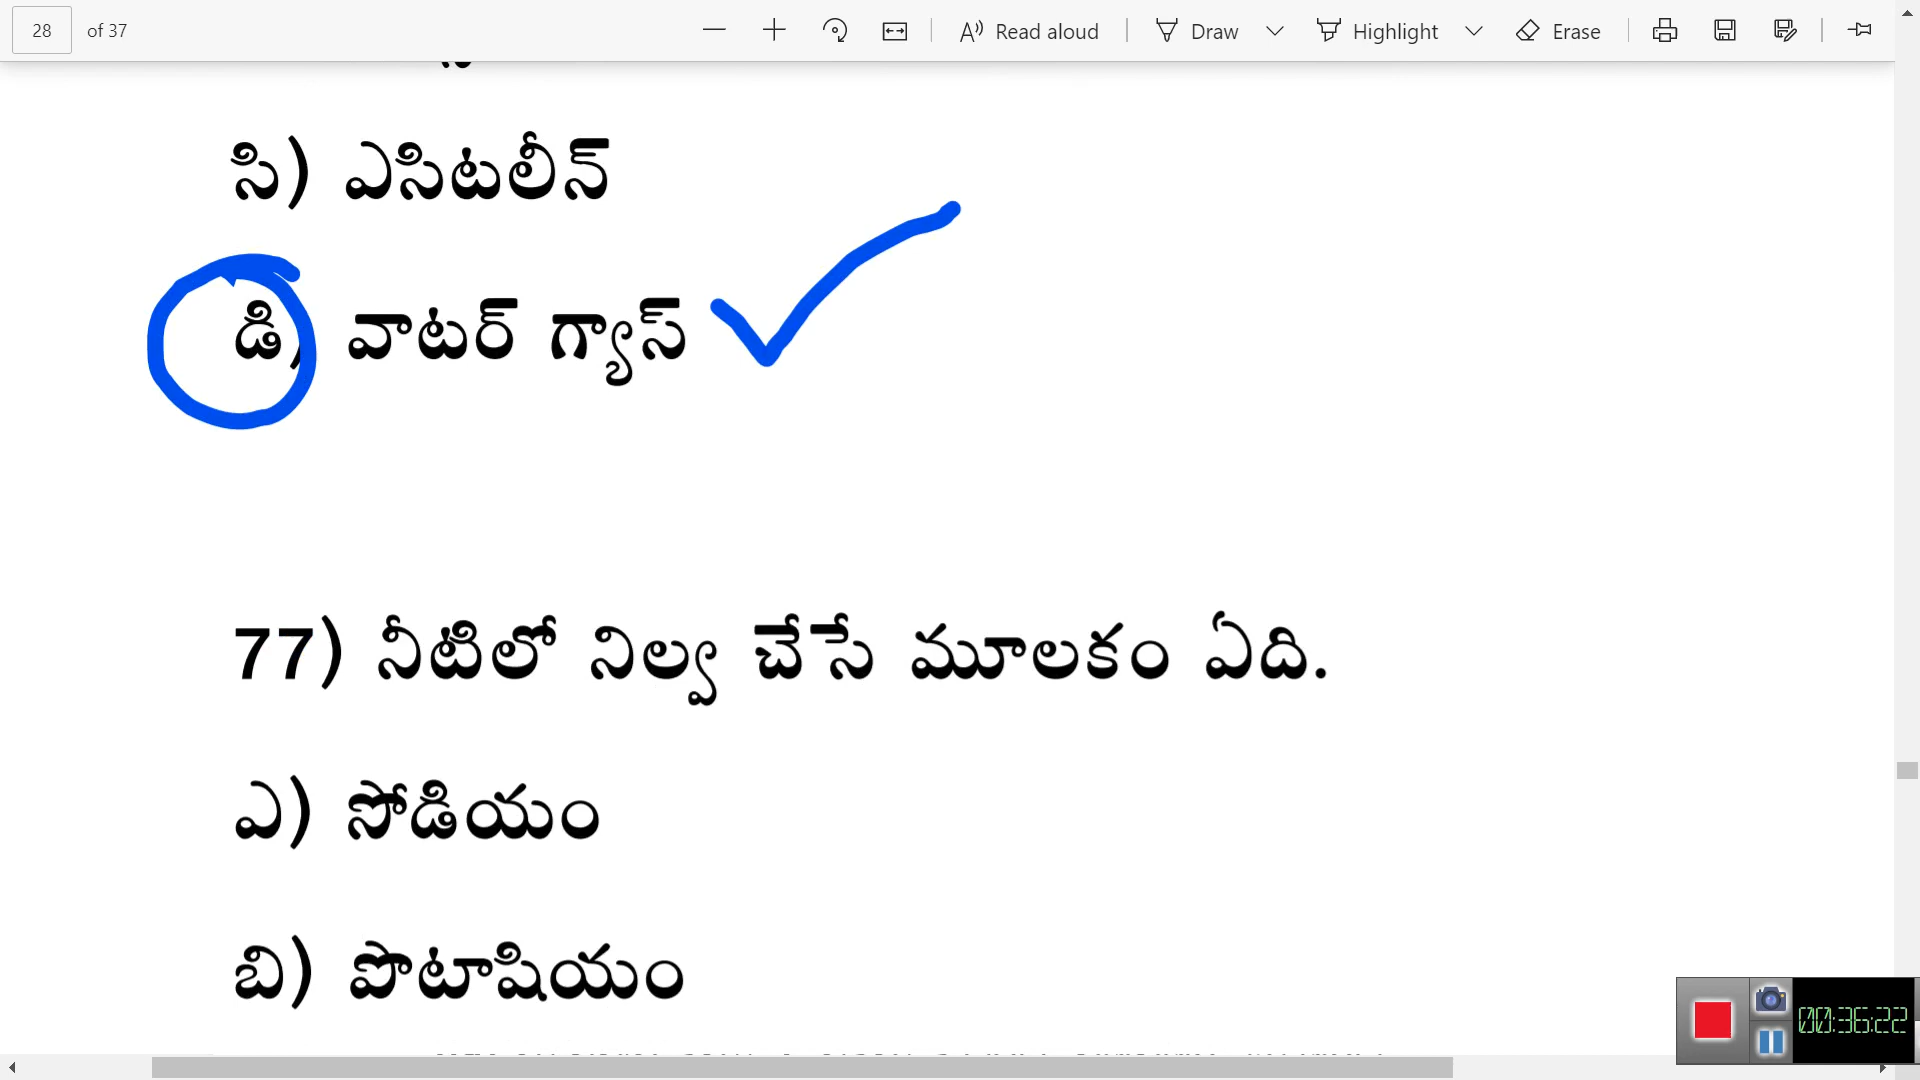 28 of 37 Read aloud Draw Highlight Erase
సి) ఎసిటలీన్
డి) వాటర్ గ్యాస్
77) నీటిలో నిల్వ చేసే మూలకం ఏది.
ఎ) సోడియం
బి) పొటాషియం
00:36:22